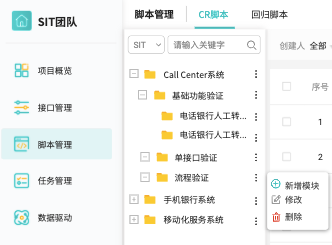 SIT团队
项目概览
接口管理
脚本管理
任务管理
数据驱动
脚本管理 CR脚本 回归脚本
SIT 请输入关键字
Call Center系统
基础功能验证
电话银行人工转...
电话银行人工转...
单接口验证
流程验证
手机银行系统
移动化服务系统
创建人 全部
序号
1
2
新增模块
修改
删除